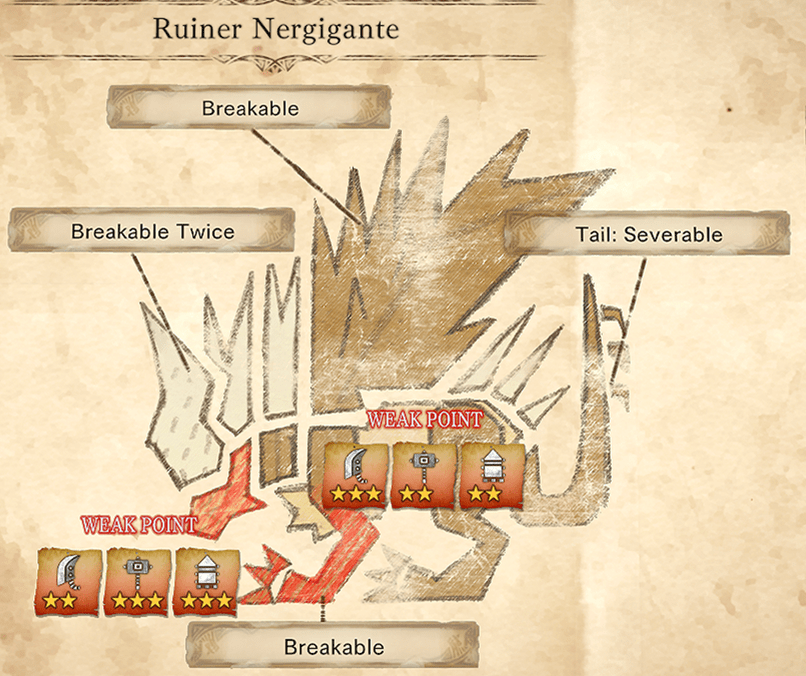 Ruiner Nergigante
Breakable
Breakable Twice
Tail: Severable
WEAK POINT
WEAK POINT
Breakable